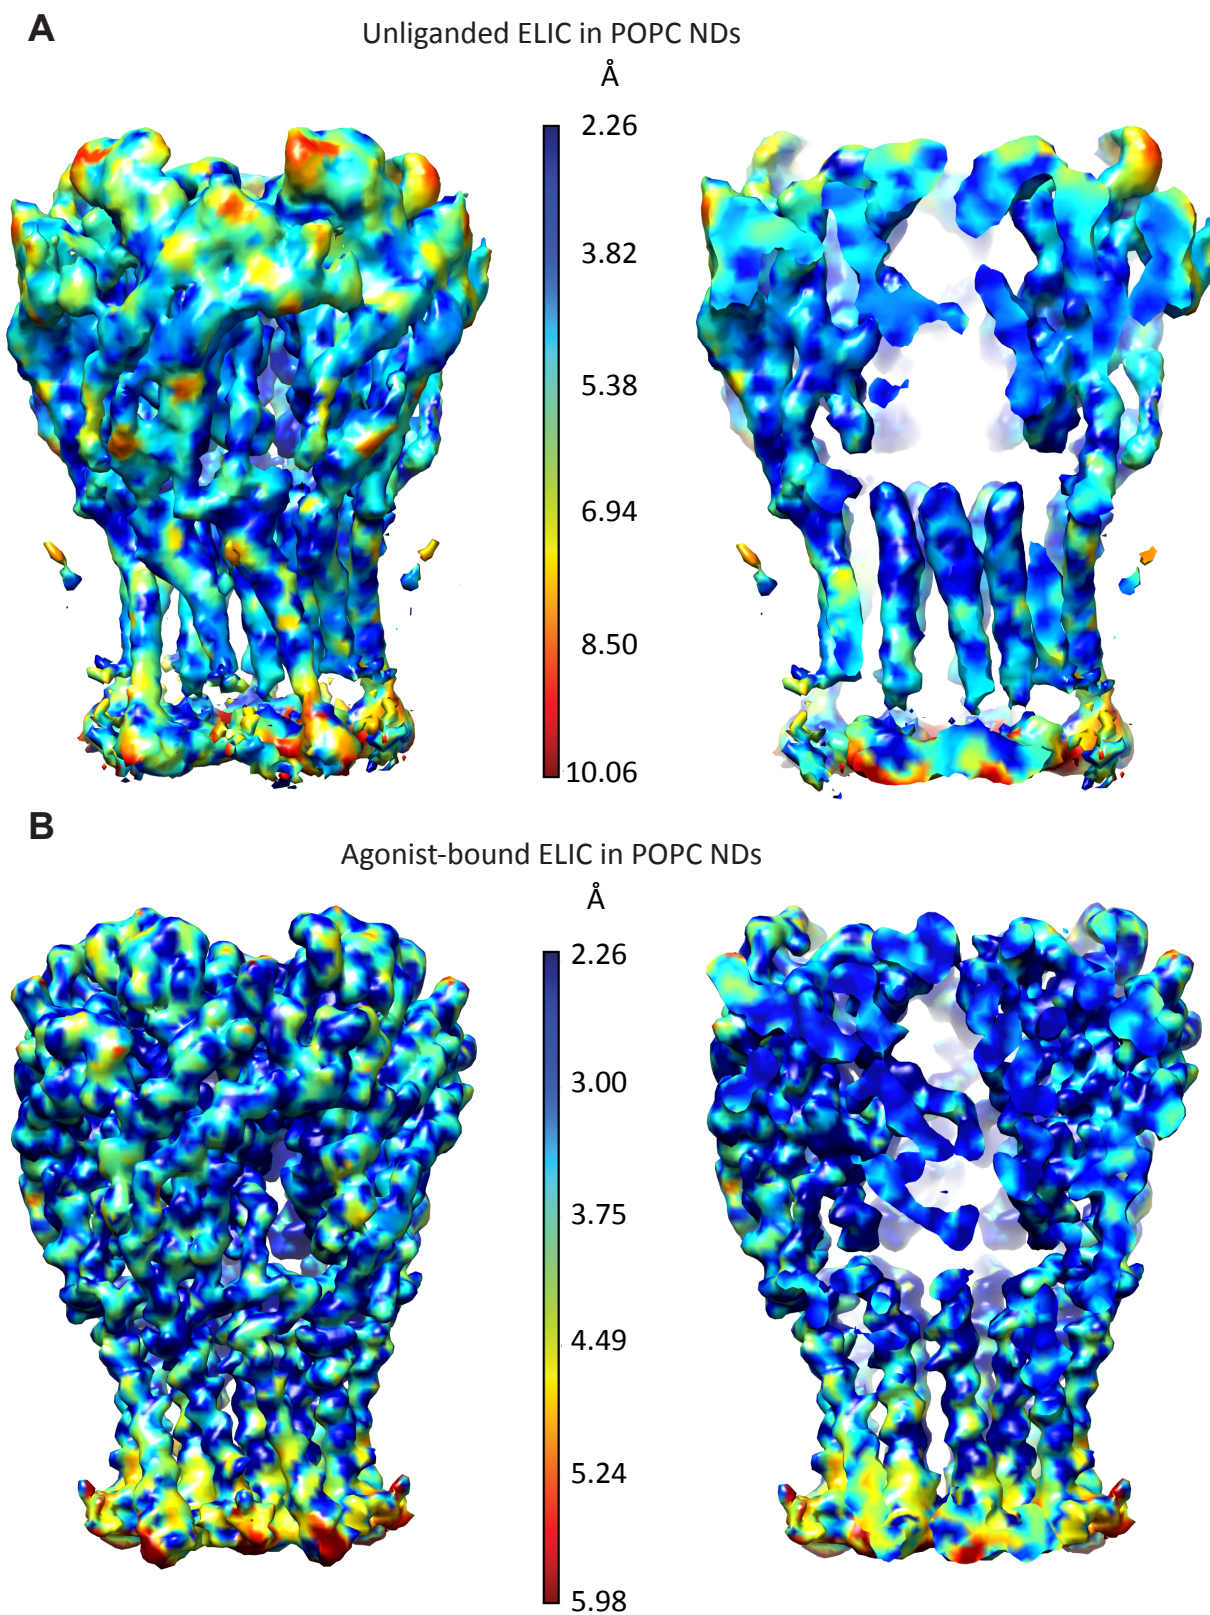 A
Unliganded ELIC in POPC NDs
Å
2.26
3.82
5.38
6.94
8.50
10.06
B
Agonist-bound ELIC in POPC NDs
Å
2.26
3.00
3.75
4.49
5.24
5.98